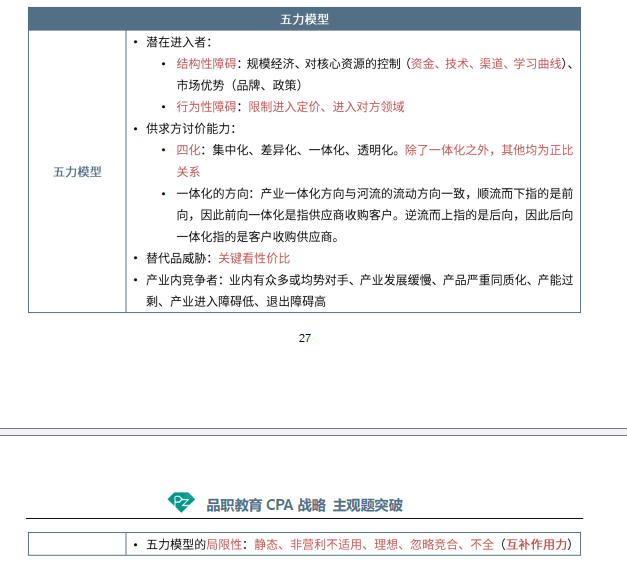 五力模型
五力模型
• 潜在进入者：
• 结构性障碍：规模经济、对核心资源的控制（资金、技术、渠道、学习曲线）、
市场优势（品牌、政策）
• 行为性障碍：限制进入定价、进入对方领域
• 供求方讨价能力：
• 四化：集中化、差异化、一体化、透明化。除了一体化之外，其他均为正比
关系
• 一体化的方向：产业一体化方向与河流的流动方向一致，顺流而下指的是前
向，因此前向一体化是指供应商收购客户。逆流而上指的是后向，因此后向
一体化指的是客户收购供应商。
• 替代品威胁：关键看性价比
• 产业内竞争者：业内有众多或均势对手、产业发展缓慢、产品严重同质化、产能过
剩、产业进入障碍低、退出障碍高
27
PZ 品职教育 CPA 战略 主观题突破
• 五力模型的局限性：静态、非营利不适用、理想、忽略竞合、不全（互补作用力）